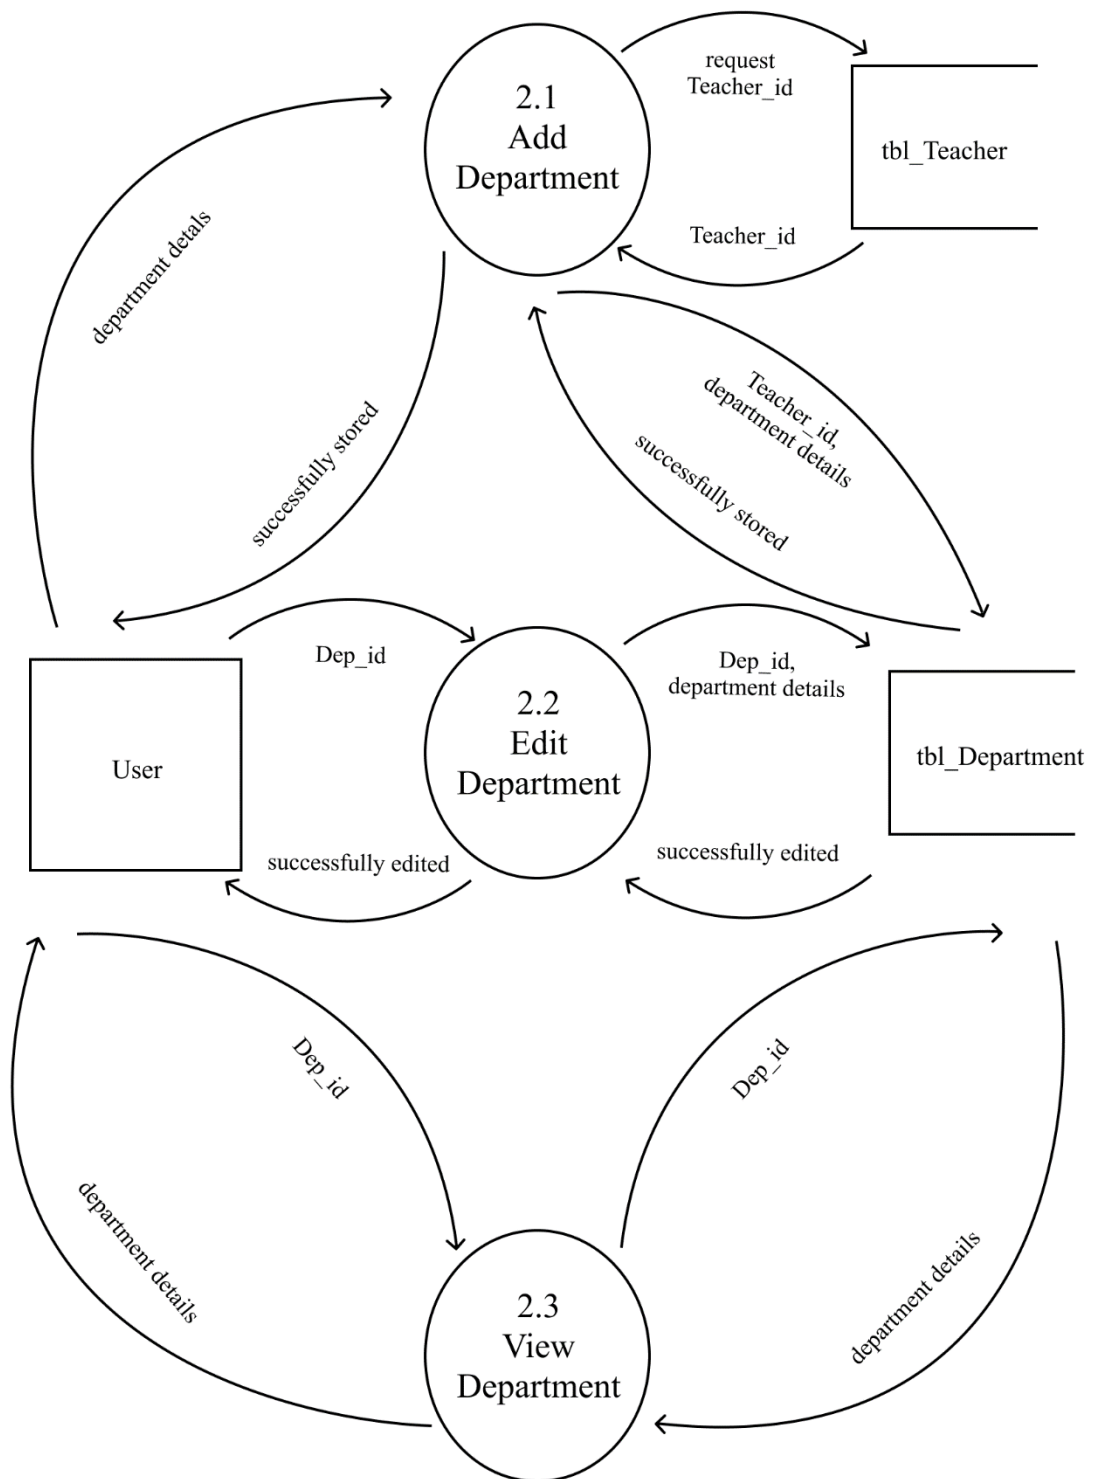 2.1
Add
Department
request
Teacher_id
tbl_Teacher
Teacher_id
department detals
successfully stored
Teacher_id,
department details
successfully stored
Dep_id
Dep_id,
department details
2.2
Edit
Department
User
tbl_Department
successfully edited
successfully edited
Dep_id
Dep_id
department details
department details
2.3
View
Department